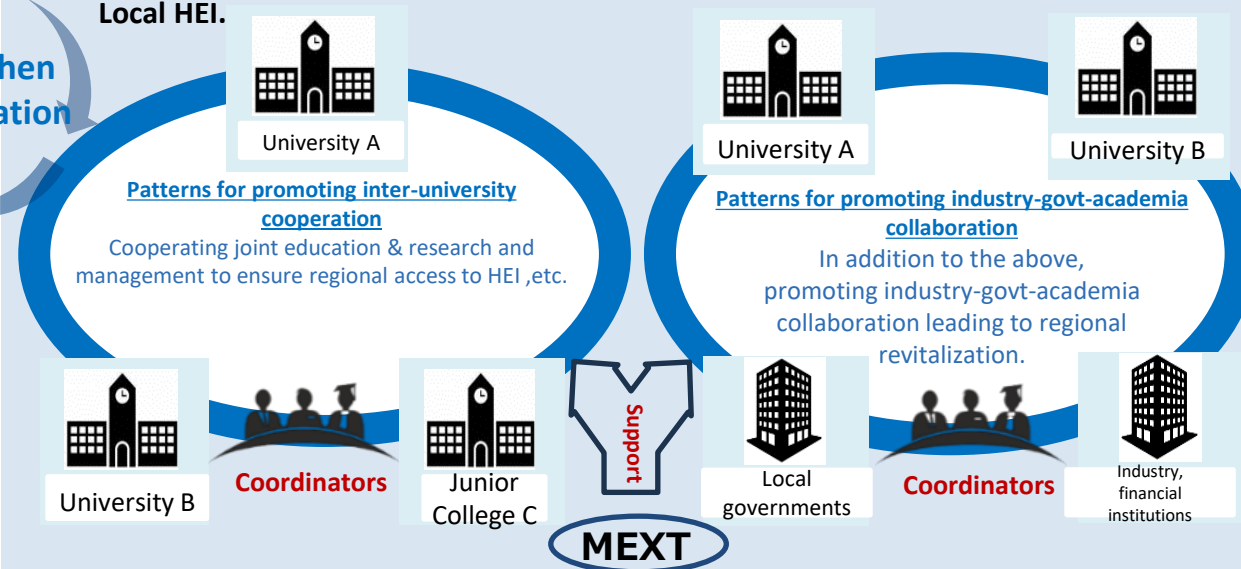 Local HEI.
hen
ation
University A
Patterns for promoting inter-university
cooperation
Cooperating joint education & research and
management to ensure regional access to HEI ,etc.
University B
Coordinators
Junior
College C
Support
MEXT
University A
University B
Patterns for promoting industry-govt-academia
collaboration
In addition to the above,
promoting industry-govt-academia
collaboration leading to regional
revitalization.
Local
governments
Coordinators
Industry,
financial
institutions